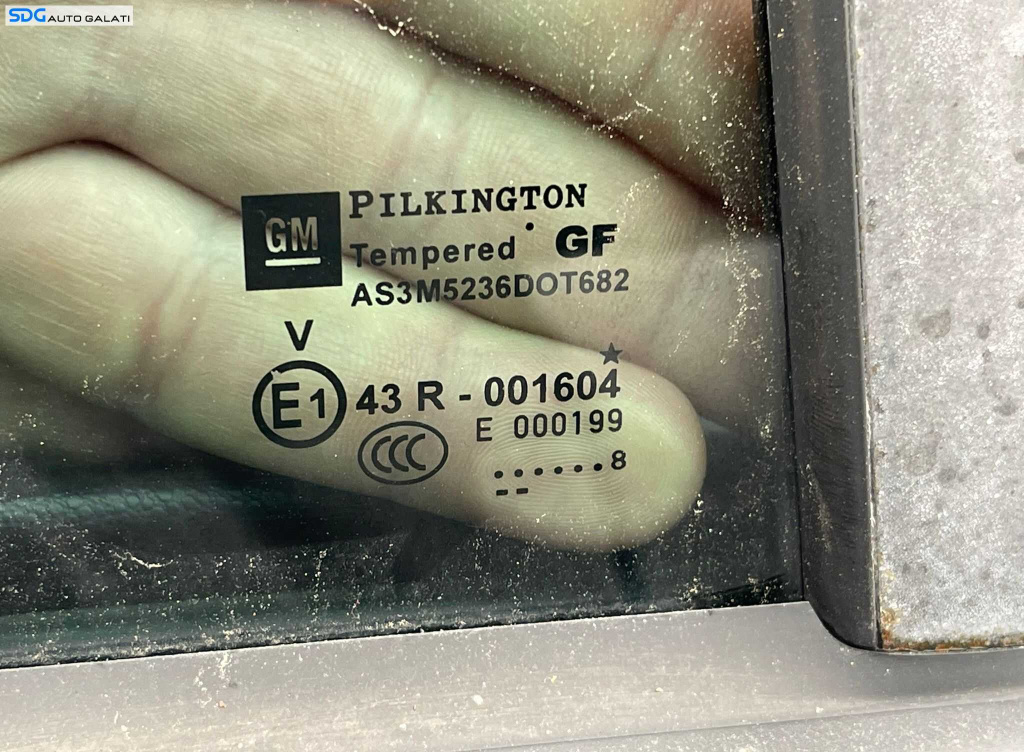 SDG AUTO GALATI
GM PILKINGTON
Tempered GF
AS3M5236DOT682
V
E1 43 R - 001604
E 000199
CCC
......8
--